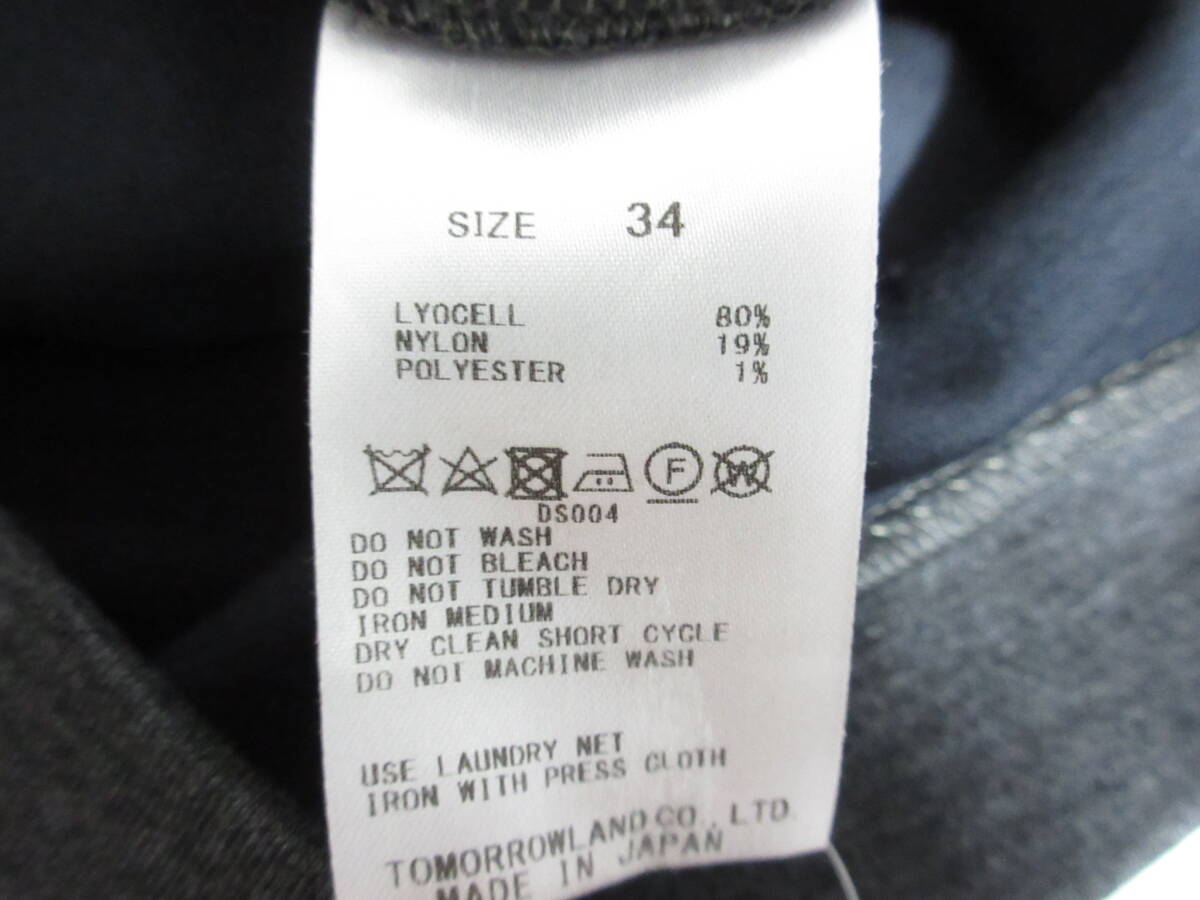 SIZE 34
LYOCELL 80%
NYLON 19%
POLYESTER 1%
F W
DS004
DO NOT WASH
DO NOT BLEACH
DO NOT TUMBLE DRY
IRON MEDIUM
DRY CLEAN SHORT CYCLE
DO NOT MACHINE WASH
USE LAUNDRY NET
IRON WITH PRESS CLOTH
TOMORROWLAND CO., LTD.
MADE IN JAPAN